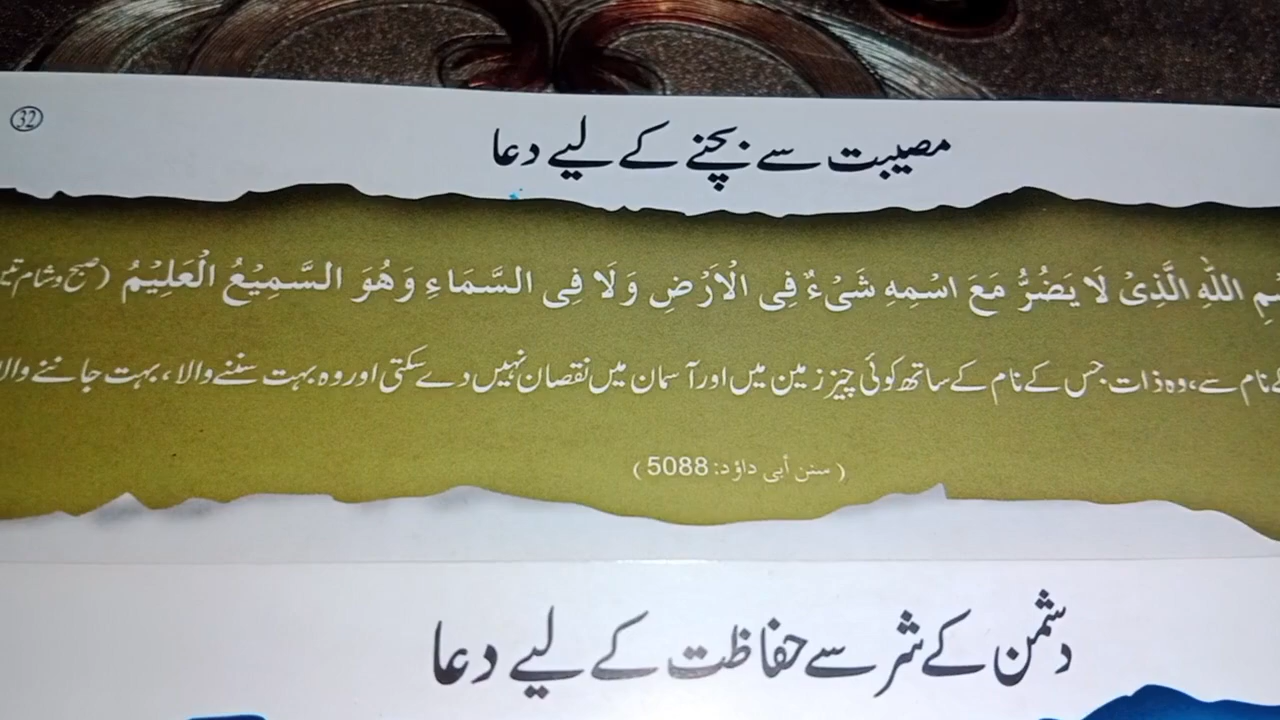 32
مصیبت سے بچنے کے لیے دعا
اللّٰهِ الَّذِىْ لَا يَضُرُّ مَعَ اسْمِهٖ شَىْءٌ فِى الْاَرْضِ وَلَا فِى السَّمَاءِ وَهُوَ السَّمِيْعُ الْعَلِيْمُ (صبح و شام
نام سے، وہ ذات جس کے نام کے ساتھ کوئی چیز زمین میں اور آسمان میں نقصان نہیں دے سکتی اور وہ بہت سننے والا، بہت جاننے والا
(سنن أبی داؤد: 5088)
دشمن کے شر سے حفاظت کے لیے دعا